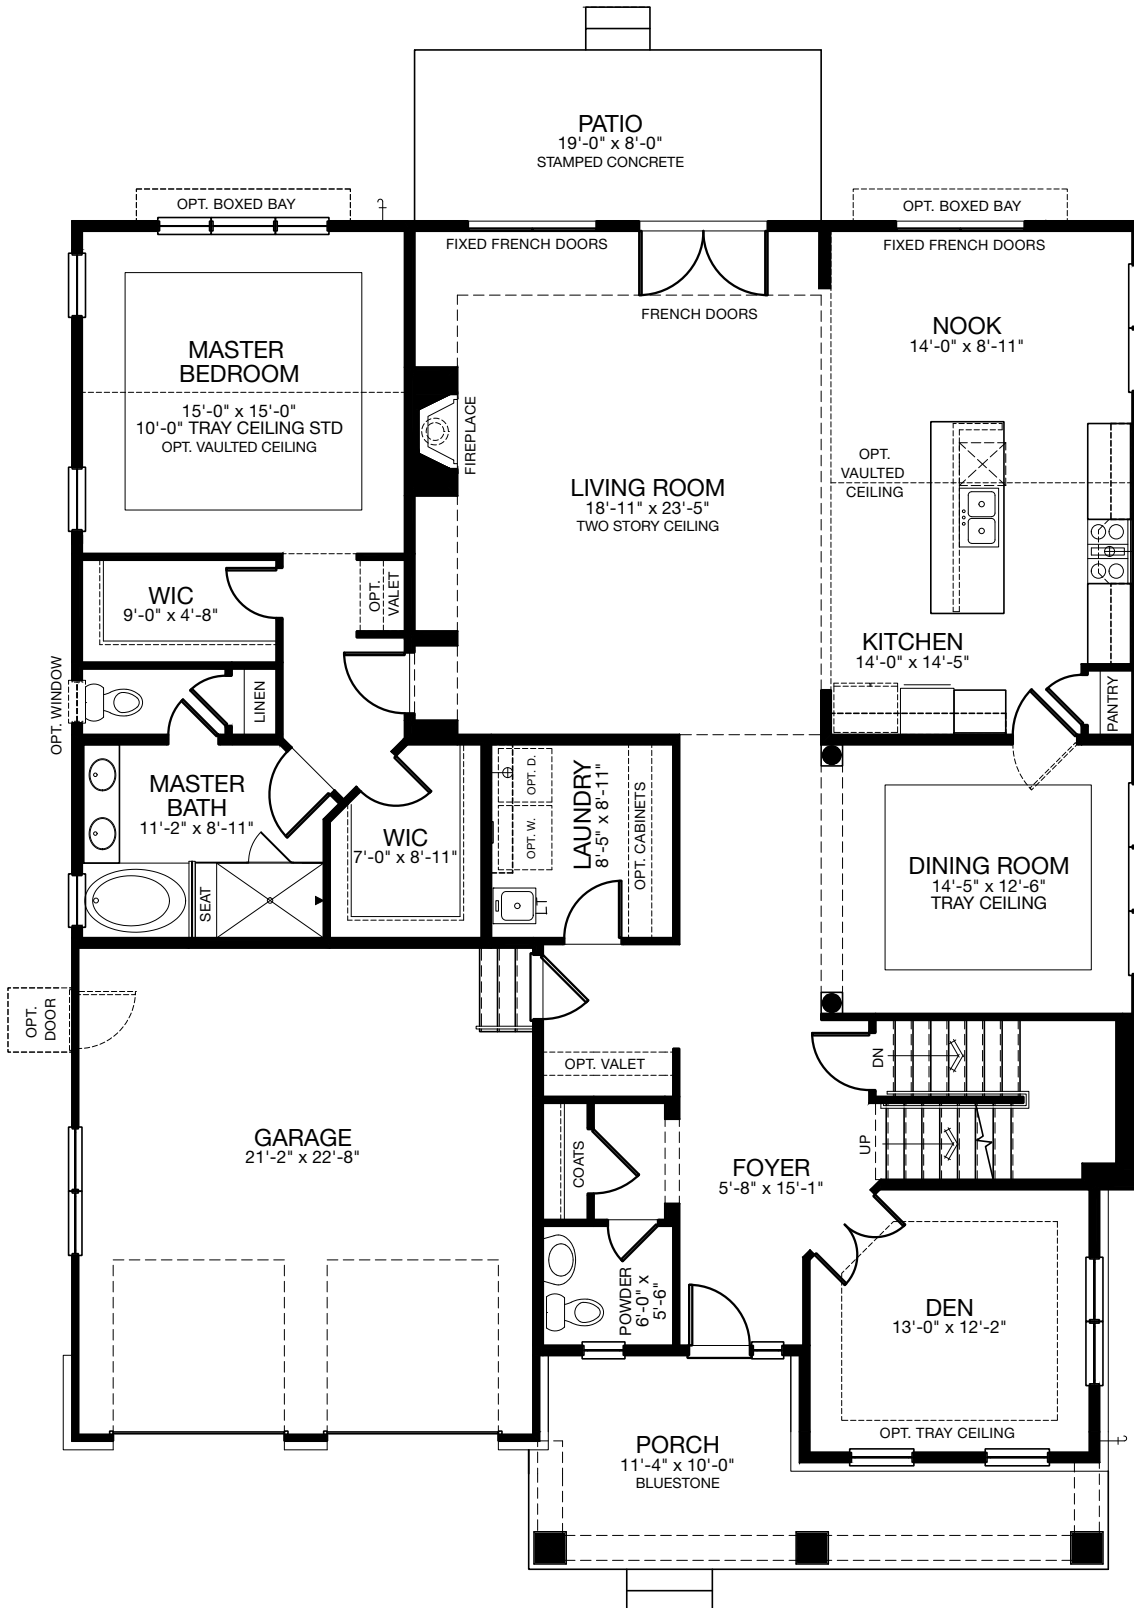 PATIO
19'-0" x 8'-0"
STAMPED CONCRETE
OPT. BOXED BAY
OPT. BOXED BAY
FIXED FRENCH DOORS
FIXED FRENCH DOORS
FRENCH DOORS
NOOK
14'-0" x 8'-11"
MASTER
BEDROOM
15'-0" x 15'-0"
10'-0" TRAY CEILING STD
OPT. VAULTED CEILING
FIREPLACE
LIVING ROOM
18'-11" x 23'-5"
TWO STORY CEILING
OPT.
VAULTED
CEILING
WIC
9'-0" x 4'-8"
OPT.
VALET
KITCHEN
14'-0" x 14'-5"
OPT. WINDOW
LINEN
PANTRY
MASTER
BATH
11'-2" x 8'-11"
WIC
7'-0" x 8'-11"
OPT. D.
OPT. W.
LAUNDRY
8'-5" x 8'-11"
OPT. CABINETS
DINING ROOM
14'-5" x 12'-6"
TRAY CEILING
SEAT
OPT.
DOOR
OPT. VALET
DN
UP
GARAGE
21'-2" x 22'-8"
COATS
FOYER
5'-8" x 15'-1"
POWDER
6'-0" x
5'-6"
DEN
13'-0" x 12'-2"
OPT. TRAY CEILING
PORCH
11'-4" x 10'-0"
BLUESTONE